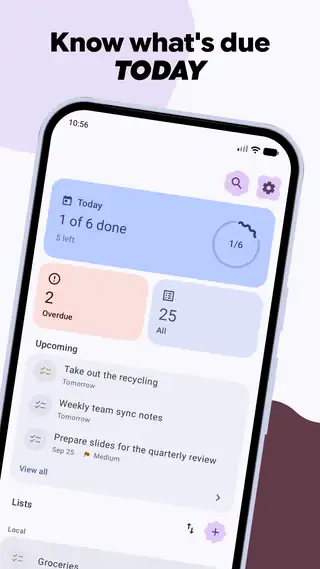 Know what's due
TODAY
10:56
Today
1 of 6 done
5 left
1/6
2
Overdue
25
All
Upcoming
Take out the recycling
Tomorrow
Weekly team sync notes
Tomorrow
Prepare slides for the quarterly review
Sep 25 Medium
View all
Lists
Local
Groceries